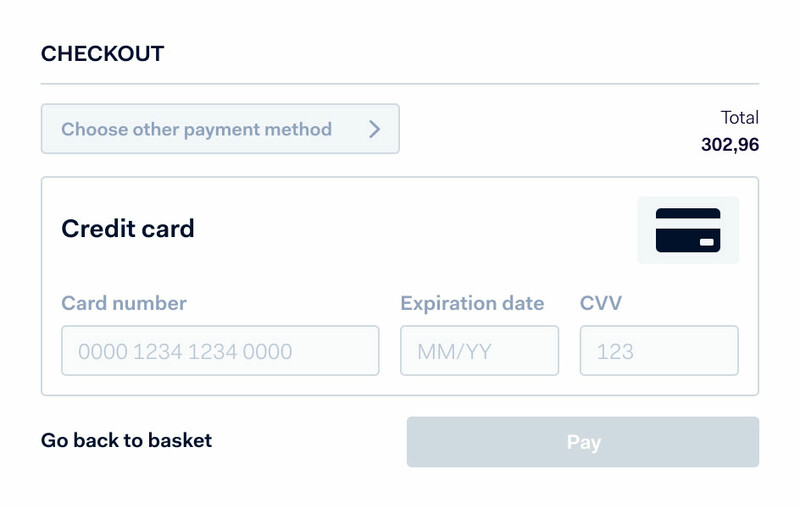 CHECKOUT
Choose other payment method
Total
302,96
Credit card
Card number
Expiration date
CVV
0000 1234 1234 0000
MM/YY
123
Go back to basket
Pay